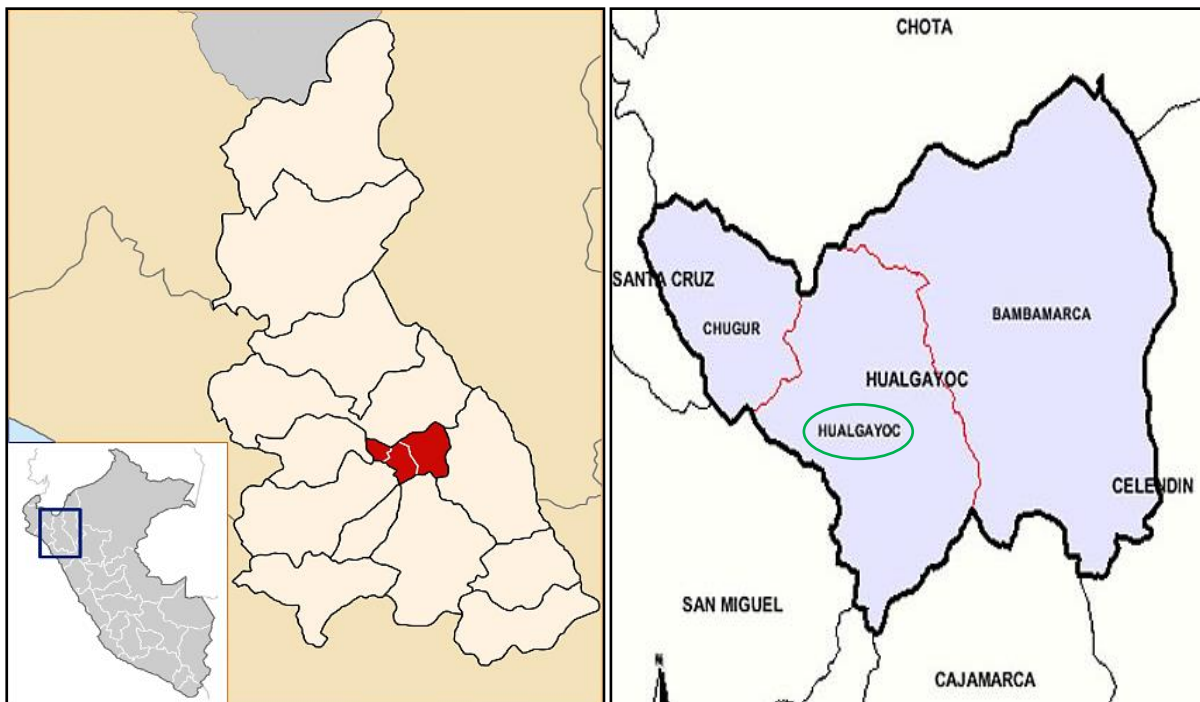 CHOTA
SANTA CRUZ
CHUGUR
BAMBAMARCA
HUALGAYOC
HUALGAYOC
CELENDIN
SAN MIGUEL
CAJAMARCA
N